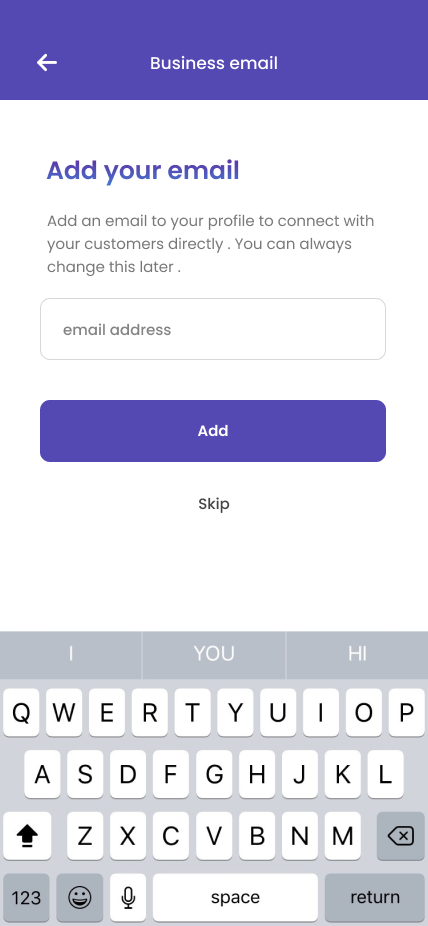 Business email
Add your email
Add an email to your profile to connect with
your customers directly . You can always
change this later .
email address
Add
Skip
I YOU HI
Q W E R T Y U I O P
A S D F G H J K L
Z X C V B N M
123 space return